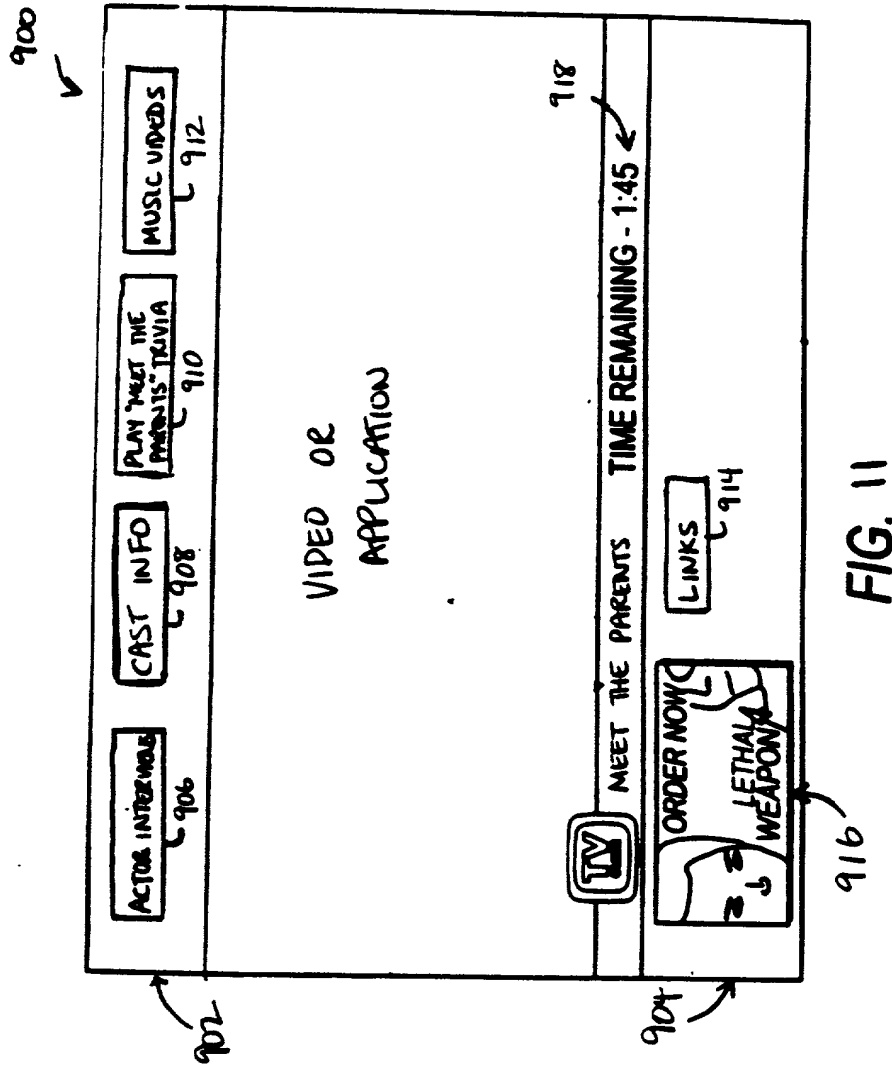 900
ACTOR INTERVIEWS
CAST INFO
PLAY "MEET THE
PARENTS" TRIVIA
MUSIC VIDEOS
902
906
908
910
912
VIDEO OR
APPLICATION
918
TV
MEET THE PARENTS
TIME REMAINING - 1:45
904
ORDER NOW
LETHAL
WEAPON 4
LINKS
914
916
FIG. 11